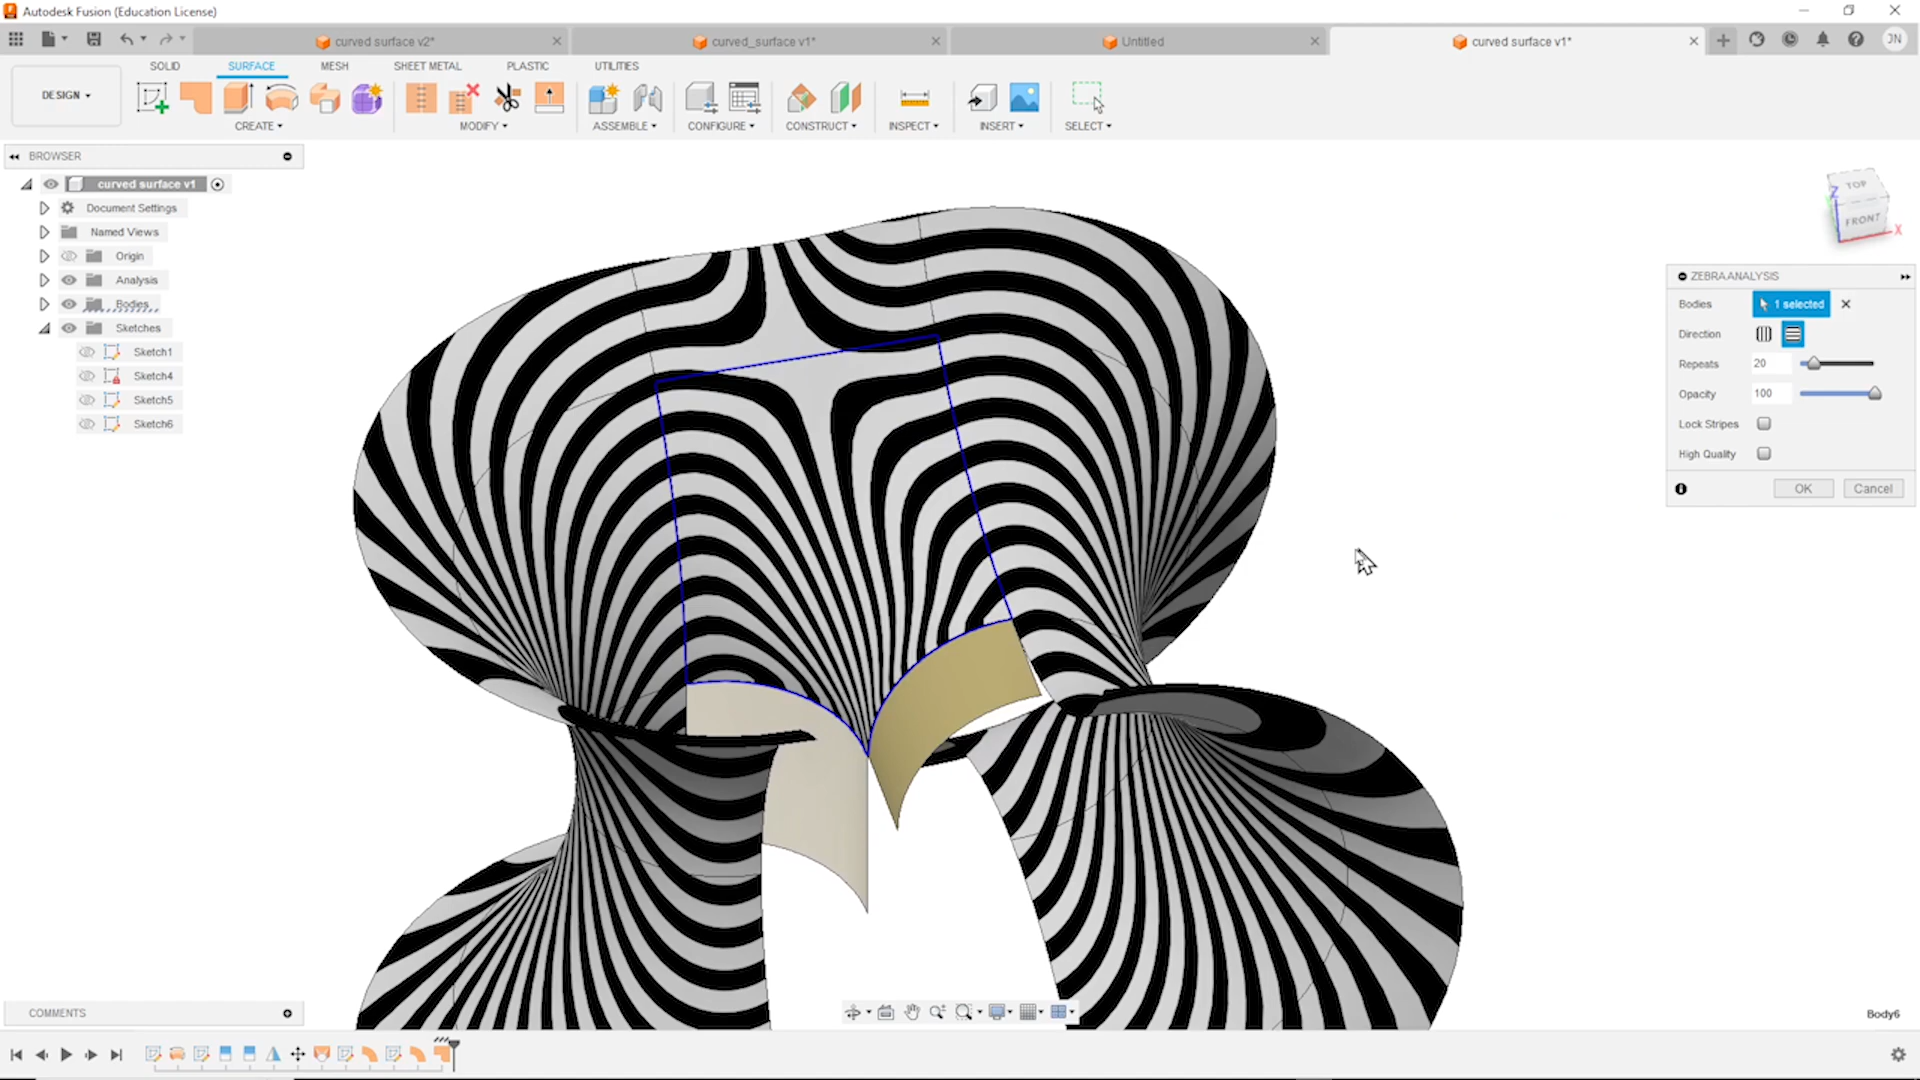 Autodesk Fusion (Education License)
curved surface v2*
curved_surface v1*
Untitled
curved surface v1*
JN
DESIGN
SOLID
SURFACE
MESH
SHEET METAL
PLASTIC
UTILITIES
CREATE
MODIFY
ASSEMBLE
CONFIGURE
CONSTRUCT
INSPECT
INSERT
SELECT
BROWSER
curved surface v1
Document Settings
Named Views
Origin
Analysis
Bodies
Sketches
Sketch1
Sketch4
Sketch5
Sketch6
TOP
FRONT
Z
X
ZEBRA ANALYSIS
Bodies 1 selected
Direction
Repeats 20
Opacity 100
Lock Stripes
High Quality
OK Cancel
COMMENTS
Body6